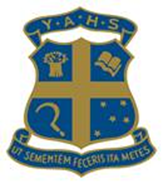 Y·A·H·S
UT SEMENTEM FECERIS ITA METES